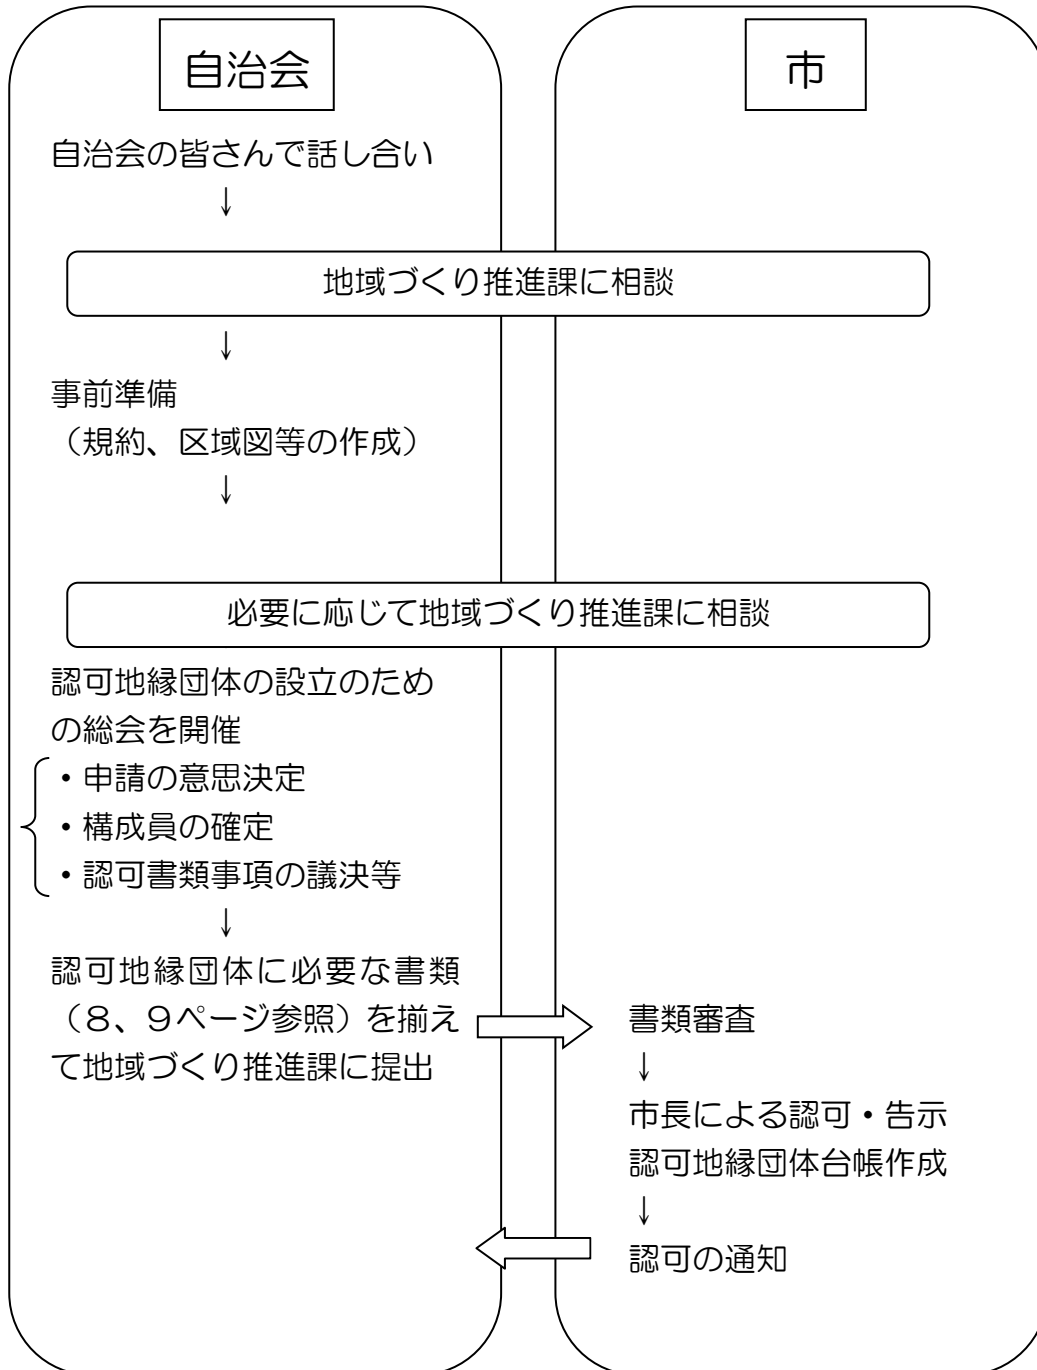 自治会
市
自治会の皆さんで話し合い
↓
地域づくり推進課に相談
↓
事前準備
（規約、区域図等の作成）
↓
必要に応じて地域づくり推進課に相談
認可地縁団体の設立のため
の総会を開催
・申請の意思決定
・構成員の確定
・認可書類事項の議決等
↓
認可地縁団体に必要な書類
（８、９ページ参照）を揃え
て地域づくり推進課に提出
書類審査
↓
市長による認可・告示
認可地縁団体台帳作成
↓
認可の通知